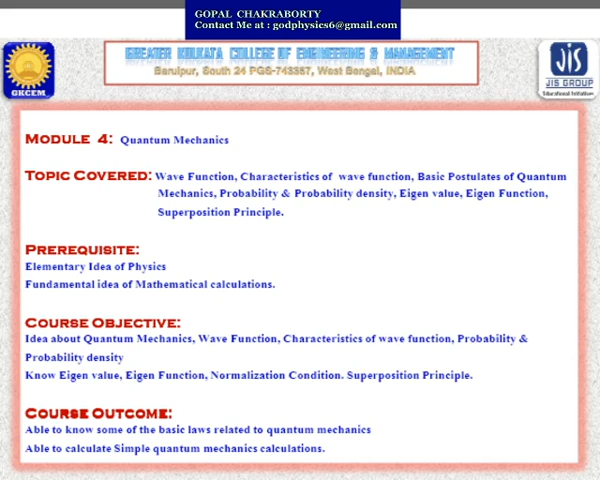 GOPAL CHAKRABORTY
Contact Me at : godphysics6@gmail.com
GREATER KOLKATA COLLEGE OF ENGINEERING & MANAGEMENT
Baruipur, South 24 PGS-743387, West Bengal, INDIA
GKCEM
JIS
JIS GROUP
Educational Initiatives
Module 4: Quantum Mechanics
Topic Covered: Wave Function, Characteristics of wave function, Basic Postulates of Quantum
Mechanics, Probability & Probability density, Eigen value, Eigen Function,
Superposition Principle.
Prerequisite:
Elementary Idea of Physics
Fundamental idea of Mathematical calculations.
Course Objective:
Idea about Quantum Mechanics, Wave Function, Characteristics of wave function, Probability &
Probability density
Know Eigen value, Eigen Function, Normalization Condition. Superposition Principle.
Course Outcome:
Able to know some of the basic laws related to quantum mechanics
Able to calculate Simple quantum mechanics calculations.